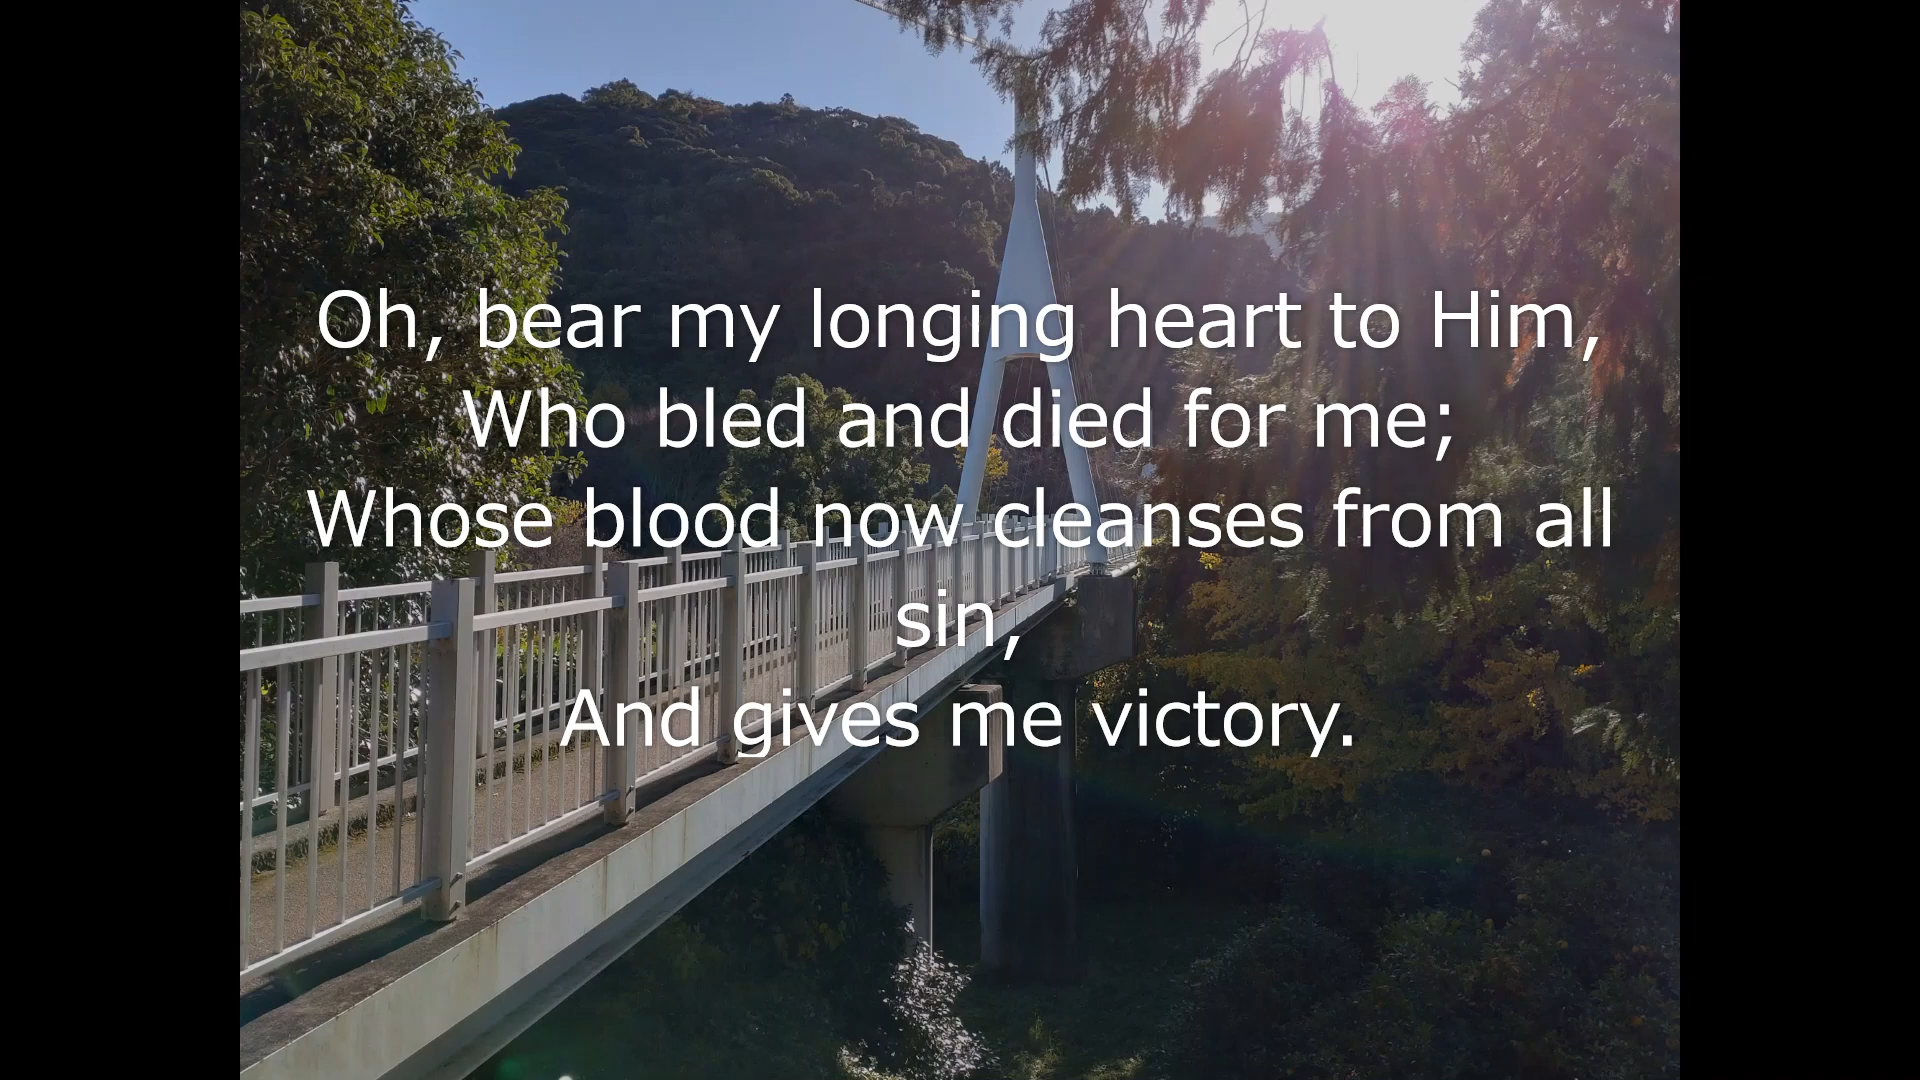 Oh, bear my longing heart to Him,
Who bled and died for me;
Whose blood now cleanses from all
sin,
And gives me victory.